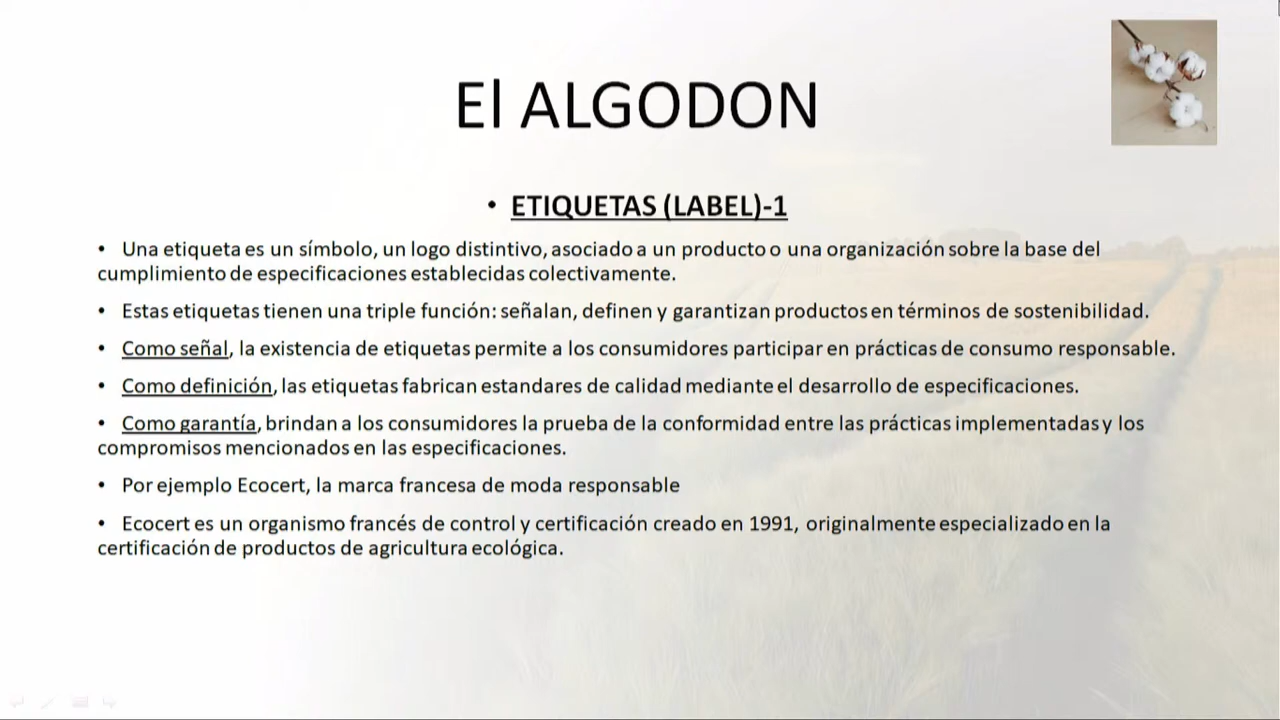 El ALGODON
• ETIQUETAS (LABEL)-1
• Una etiqueta es un símbolo, un logo distintivo, asociado a un producto o una organización sobre la base del
cumplimiento de especificaciones establecidas colectivamente.
• Estas etiquetas tienen una triple función: señalan, definen y garantizan productos en términos de sostenibilidad.
• Como señal, la existencia de etiquetas permite a los consumidores participar en prácticas de consumo responsable.
• Como definición, las etiquetas fabrican estandares de calidad mediante el desarrollo de especificaciones.
• Como garantía, brindan a los consumidores la prueba de la conformidad entre las prácticas implementadas y los
compromisos mencionados en las especificaciones.
• Por ejemplo Ecocert, la marca francesa de moda responsable
• Ecocert es un organismo francés de control y certificación creado en 1991, originalmente especializado en la
certificación de productos de agricultura ecológica.